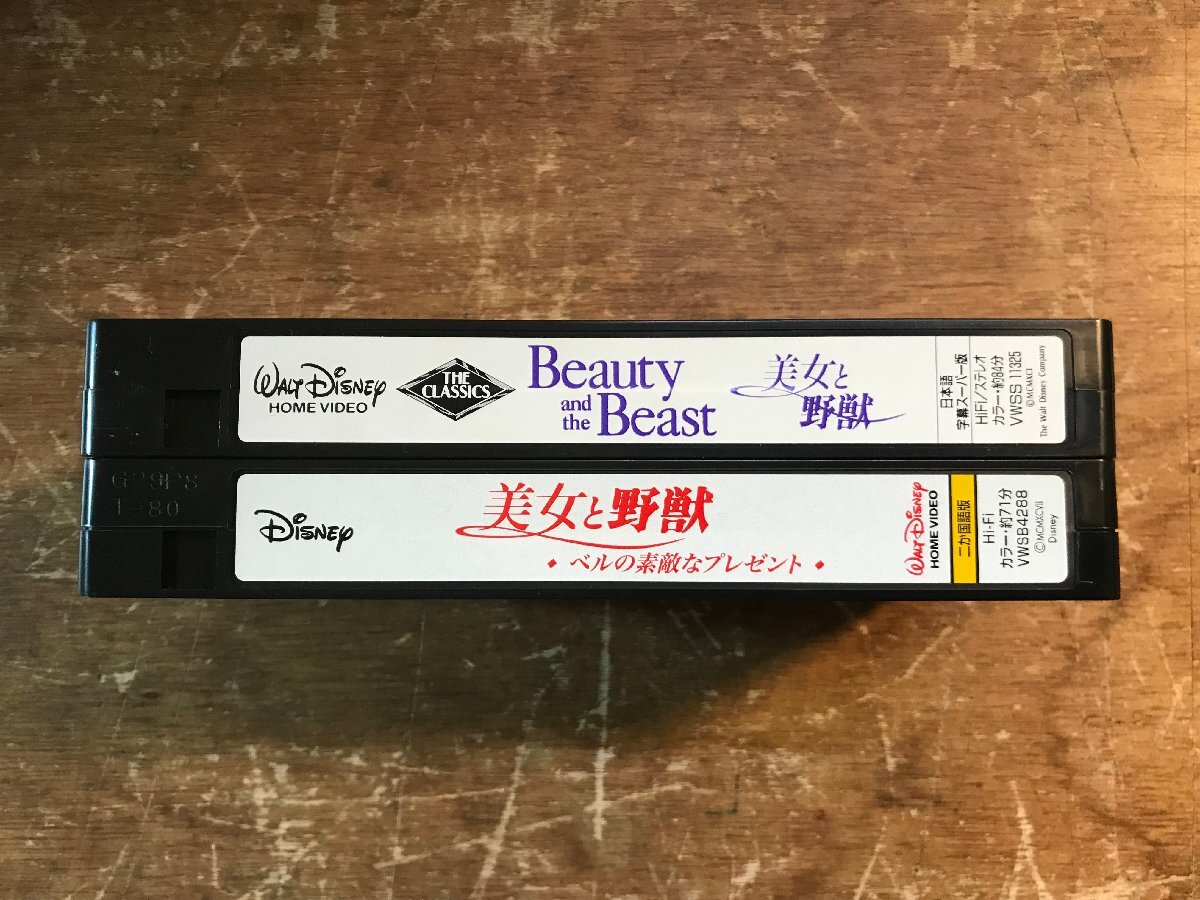 WALT DISNEY
HOME VIDEO
THE
CLASSICS
Beauty
and the Beast
美女と
野獣
日本語
字幕スーパー版
HiFi/ステレオ
カラー・約84分
VWSS 11325
©MCMXCI
The Walt Disney Company
G29P8
T-80
Disney
美女と野獣
・ベルの素敵なプレゼント・
WALT DISNEY
HOME VIDEO
二か国語版
Hi-Fi
カラー・約71分
VWSB4288
©MCMXCVII
Disney